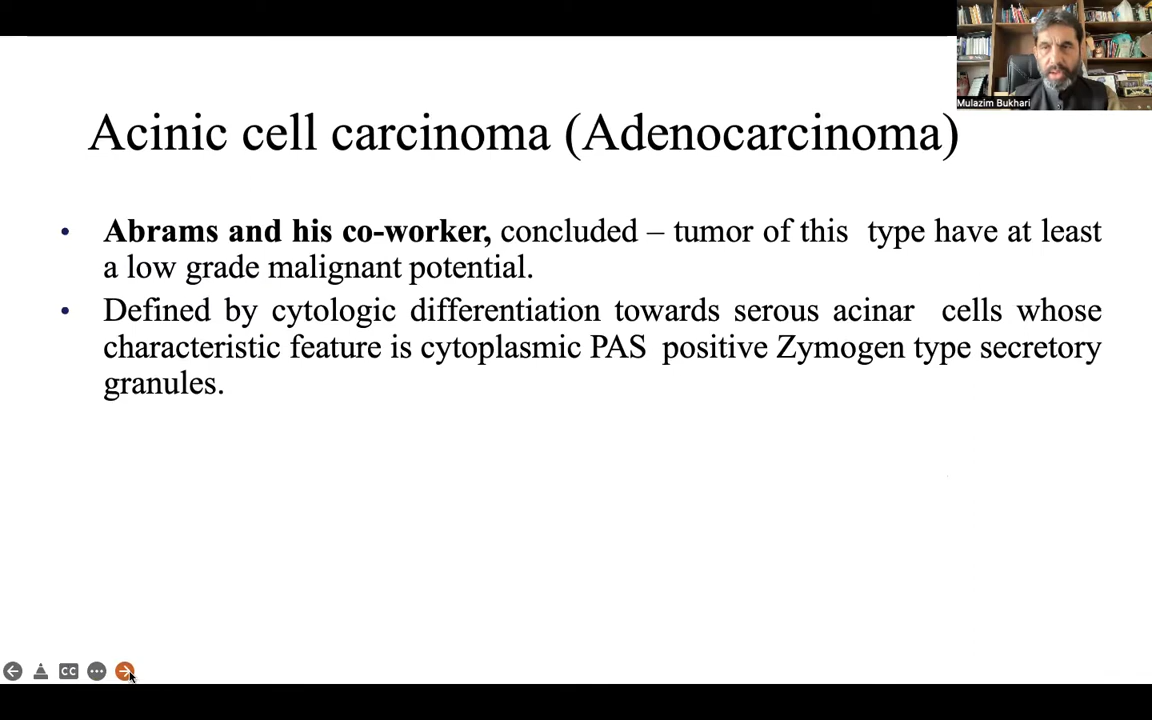 Mulazim Bukhari
Acinic cell carcinoma (Adenocarcinoma)
• Abrams and his co-worker, concluded – tumor of this type have at least
a low grade malignant potential.
• Defined by cytologic differentiation towards serous acinar cells whose
characteristic feature is cytoplasmic PAS positive Zymogen type secretory
granules.
CC